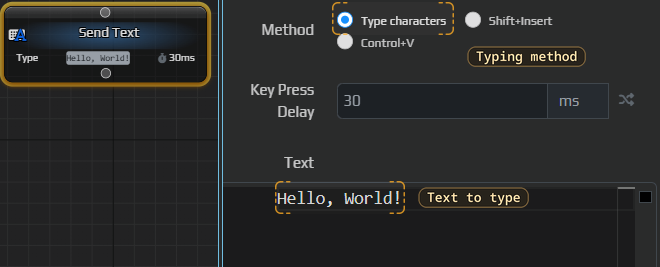 Send Text
Type Hello, World! 30ms
Method Type characters Shift+Insert
Control+V
Typing method
Key Press Delay 30 ms
Text
Hello, World! Text to type